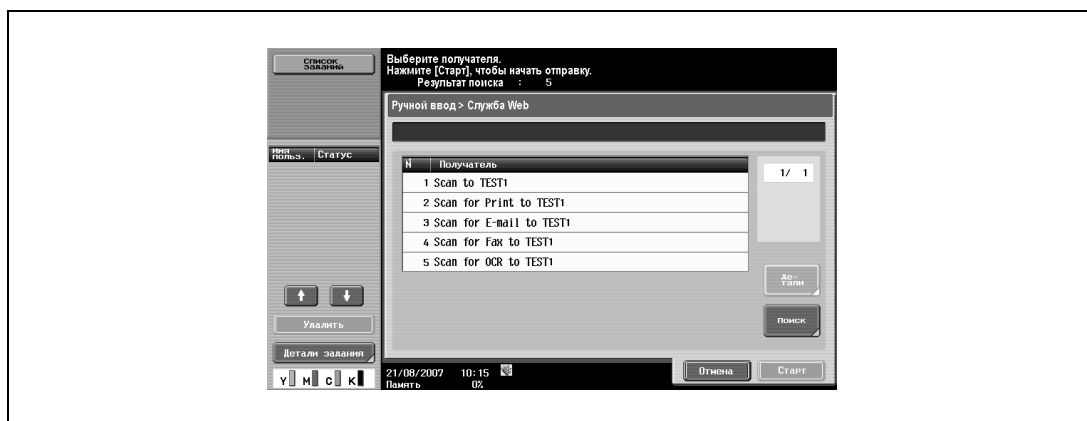 Список
заданий
Выберите получателя.
Нажмите [Старт], чтобы начать отправку.
Результат поиска : 5
Ручной ввод > Служба Web
Имя
польз. Статус
N Получатель
1 Scan to TEST1
2 Scan for Print to TEST1
3 Scan for E-mail to TEST1
4 Scan for Fax to TEST1
5 Scan for OCR to TEST1
1/ 1
Де-
тали
Поиск
Удалить
Детали задания
Y M C K
21/08/2007 10:15
Память 0%
Отмена
Старт